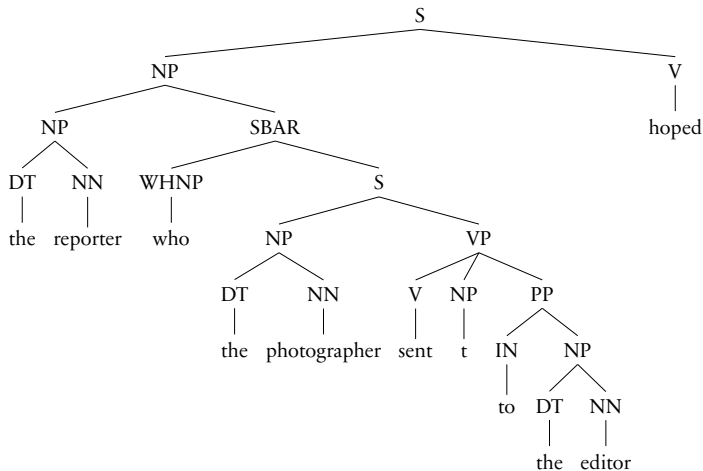 S
NP V
NP SBAR hoped
DT NN WHNP S
the reporter who NP VP
DT NN V NP PP
the photographer sent t IN NP
to DT NN
the editor